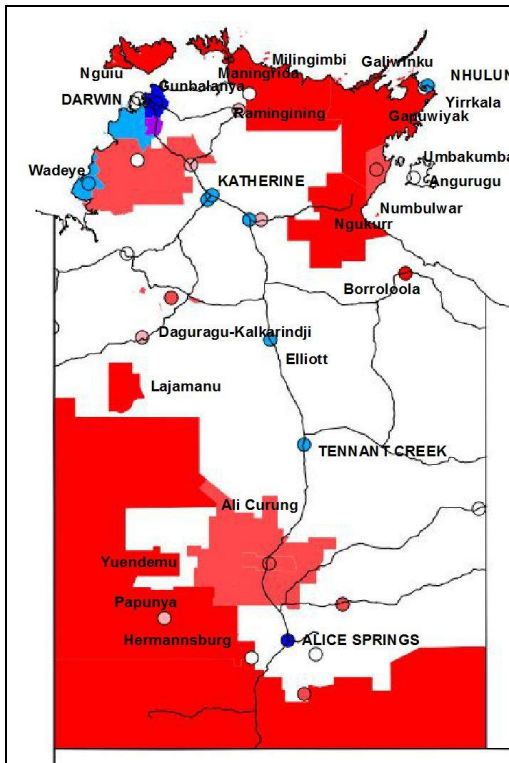 Milingimbi
Galiwinku
Nguiu
Maningrida
NHULUN
Gunbalanya
DARWIN
Yirrkala
Ramingining
Gapuwiyak
Umbakumba
Wadeye
KATHERINE
Angurugu
Numbulwar
Ngukurr
Borroloola
Daguragu-Kalkarindji
Elliott
Lajamanu
TENNANT CREEK
Ali Curung
Yuendemu
Papunya
Hermannsburg
ALICE SPRINGS